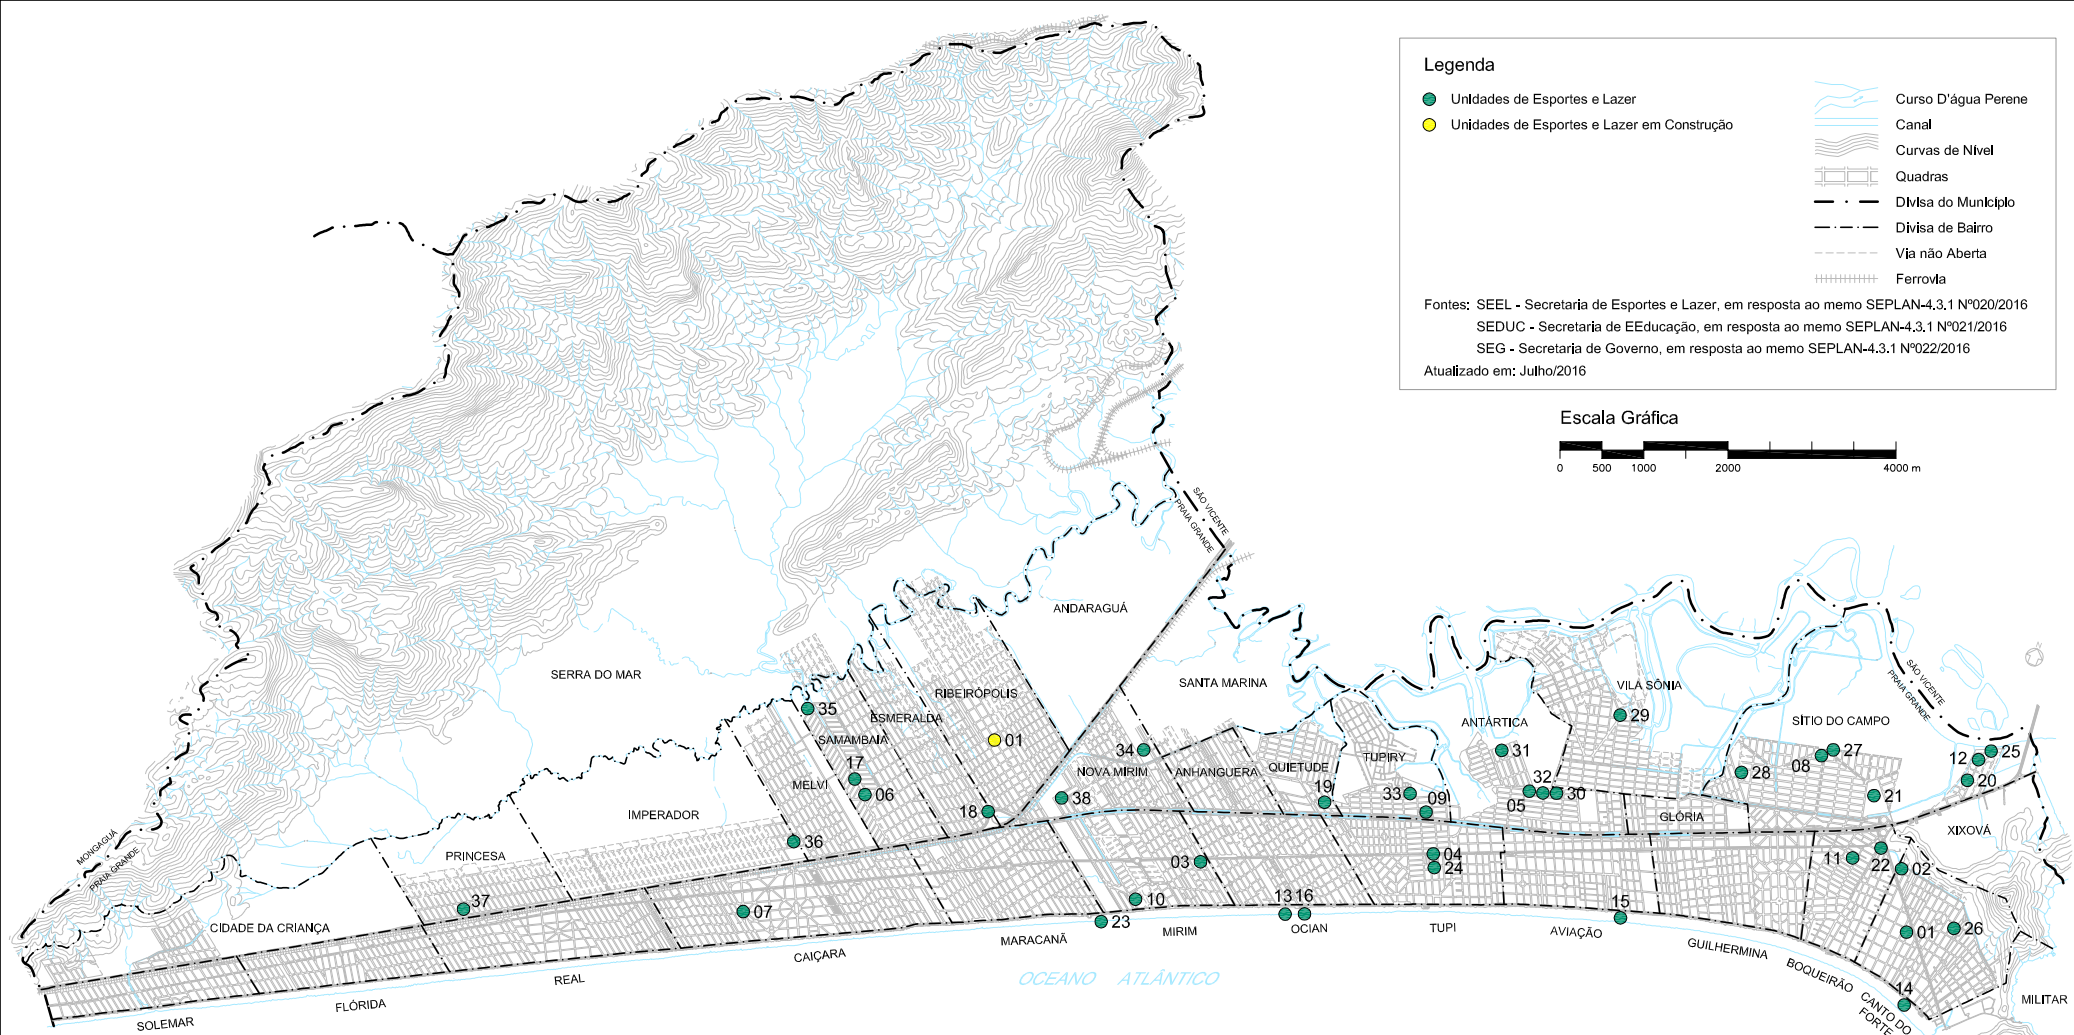 Legenda
Unidades de Esportes e Lazer
Unidades de Esportes e Lazer em Construção
Curso D'água Perene
Canal
Curvas de Nível
Quadras
Divisa do Município
Divisa de Bairro
Via não Aberta
Ferrovia
Fontes: SEEL - Secretaria de Esportes e Lazer, em resposta ao memo SEPLAN-4.3.1 Nº020/2016
SEDUC - Secretaria de EEducação, em resposta ao memo SEPLAN-4.3.1 Nº021/2016
SEG - Secretaria de Governo, em resposta ao memo SEPLAN-4.3.1 Nº022/2016
Atualizado em: Julho/2016
Escala Gráfica
0 500 1000 2000 4000 m
SÃO VICENTE
PRAIA GRANDE
ANDARAGUÁ
SERRA DO MAR
SANTA MARINA
RIBEIRÓPOLIS
VILA SÔNIA
SÃO VICENTE
PRAIA GRANDE
35
ESMERALDA
29
ANTÁRTICA
SÍTIO DO CAMPO
SAMAMBAIA
01
34
31
27
08
25
12
NOVA MIRIM
ANHANGUERA
QUIETUDE
TUPIRY
17
28
MELVI
06
38
19
33
09
32
05
30
21
20
18
IMPERADOR
GLÓRIA
XIXOVÁ
MONGAGUÁ
PRAIA GRANDE
PRINCESA
36
03
04
24
11
22
02
37
07
10
13
16
15
23
CIDADE DA CRIANÇA
01
26
MARACANÃ
MIRIM
OCIAN
TUPI
AVIAÇÃO
GUILHERMINA
BOQUEIRÃO
CAIÇARA
REAL
FLÓRIDA
SOLEMAR
OCEANO ATLÂNTICO
14
CANTO DO
FORTE
MILITAR